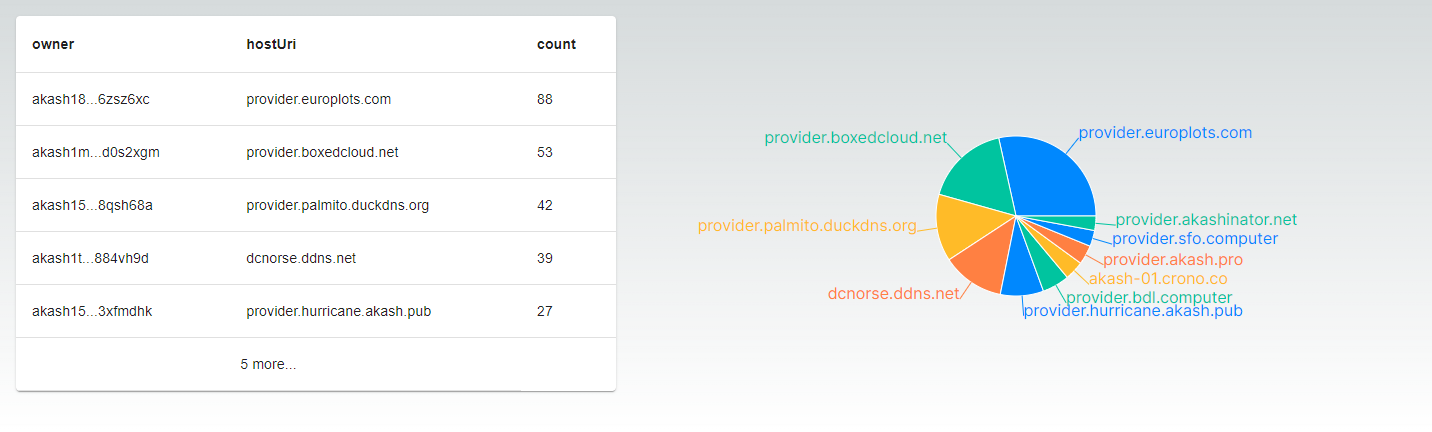 owner hostUri count
akash18...6zsz6xc provider.europlots.com 88
akash1m...d0s2xgm provider.boxedcloud.net 53
akash15...8qsh68a provider.palmito.duckdns.org 42
akash1t...884vh9d dcnorse.ddns.net 39
akash15...3xfmdhk provider.hurricane.akash.pub 27
5 more...
provider.europlots.com
provider.boxedcloud.net
provider.palmito.duckdns.org
dcnorse.ddns.net
provider.akashinator.net
provider.sfo.computer
provider.akash.pro
akash-01.crono.co
provider.bdl.computer
provider.hurricane.akash.pub